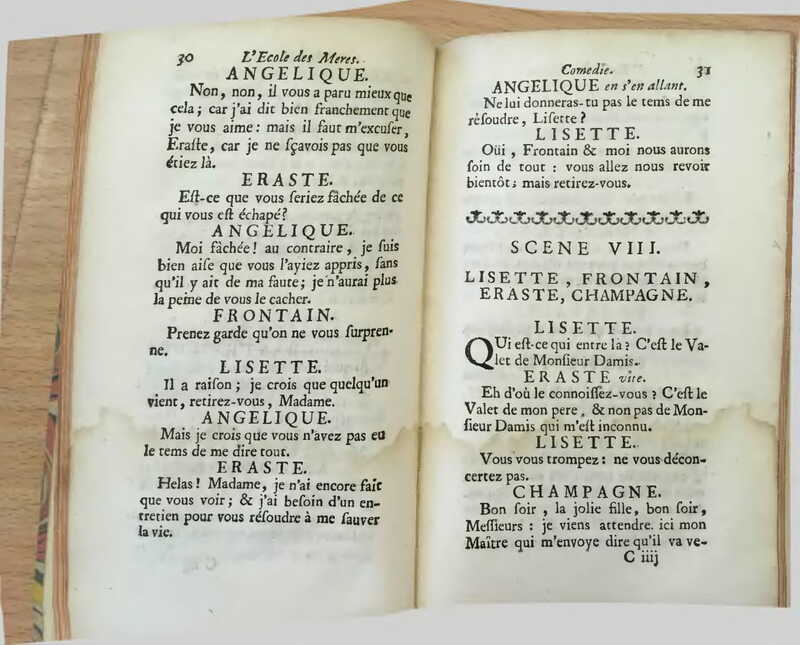 30 L'Ecole des Meres.
ANGELIQUE.
Non, non, il vous a paru mieux que
cela; car j'ai dit bien franchement que
je vous aime: mais il faut m'excuſer,
Eraſte, car je ne ſçavois pas que vous
étiez là.
ERASTE.
Eſt-ce que vous ſeriez fâchée de ce
qui vous eſt échapé?
ANGELIQUE.
Moi fâchée! au contraire, je ſuis
bien aiſe que vous l'ayiez appris, ſans
qu'il y ait de ma faute; je n'aurai plus
la peine de vous le cacher.
FRONTAIN.
Prenez garde qu'on ne vous ſurpren-
ne.
LISETTE.
Il a raiſon; je crois que quelqu'un
vient, retirez-vous, Madame.
ANGELIQUE.
Mais je crois que vous n'avez pas eu
le tems de me dire tout.
ERASTE.
Helas! Madame, je n'ai encore fait
que vous voir; & j'ai beſoin d'un en-
tretien pour vous réſoudre à me ſauver
la vie.
Comedie. 31
ANGELIQUE en s'en allant.
Ne lui donneras-tu pas le tems de me
réſoudre, Liſette?
LISETTE.
Oüi, Frontain & moi nous aurons
ſoin de tout: vous allez nous revoir
bientôt; mais retirez-vous.
SCENE VIII.
LISETTE, FRONTAIN,
ERASTE, CHAMPAGNE.
LISETTE.
QUi eſt-ce qui entre là? C'eſt le Va-
let de Monſieur Damis.
ERASTE vîte.
Eh d'où le connoiſſez-vous? C'eſt le
Valet de mon pere, & non pas de Mon-
ſieur Damis qui m'eſt inconnu.
LISETTE.
Vous vous trompez: ne vous décon-
certez pas.
CHAMPAGNE.
Bon ſoir, la jolie fille, bon ſoir,
Meſſieurs: je viens attendre. ici mon
Maître qui m'envoye dire qu'il va ve-
C iiij